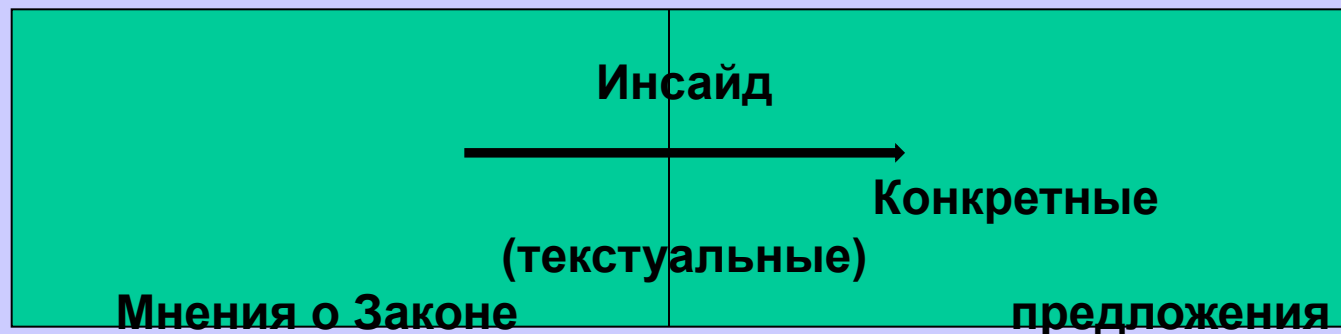 Инсайд
Конкретные
(текстуальные)
Мнения о Законе предложения